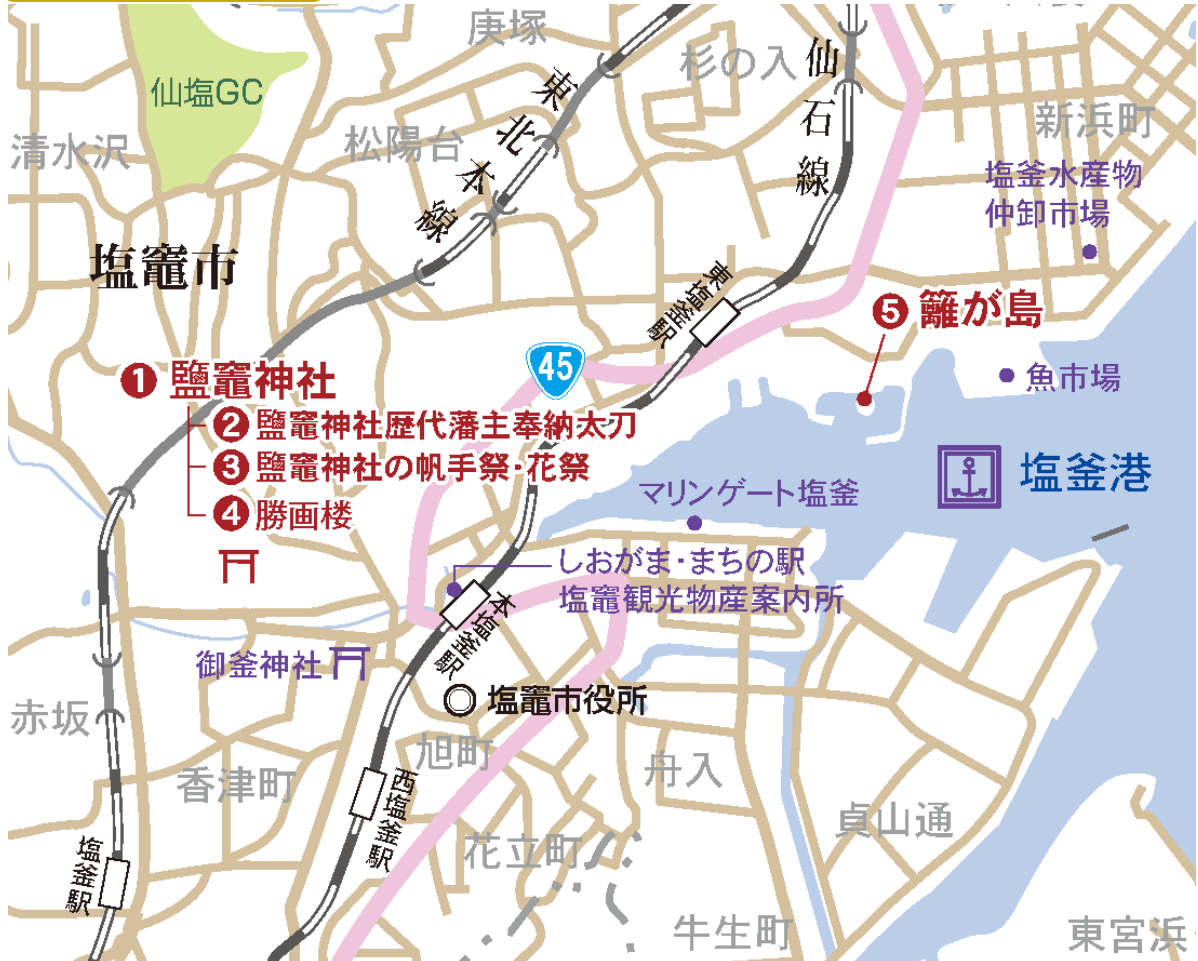 庚塚
杉の入
仙石線
仙塩GC
東北本線
新浜町
清水沢
松陽台
塩釜水産物
仲卸市場
塩竈市
東塩釜駅
❺ 籬が島
45
❶ 鹽竈神社
❷ 鹽竈神社歴代藩主奉納太刀
❸ 鹽竈神社の帆手祭・花祭
❹ 勝画楼
魚市場
塩釜港
マリンゲート塩釜
しおがま・まちの駅
塩竈観光物産案内所
本塩釜駅
御釜神社
塩竈市役所
赤坂
旭町
舟入
香津町
西塩釜駅
貞山通
花立町
塩釜駅
牛生町
東宮浜